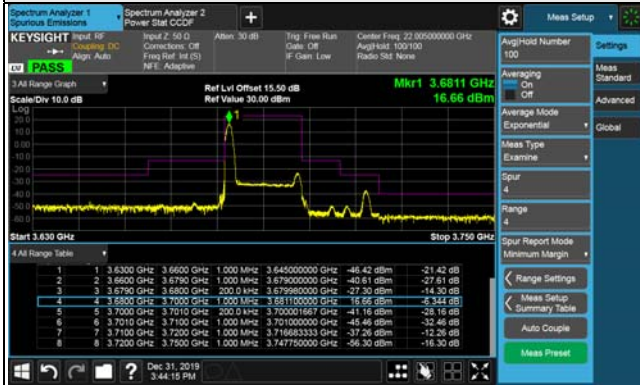 Spectrum Analyzer 1
Spurious Emissions
Spectrum Analyzer 2
Power Stat CCDF
Meas Setup
KEYSIGHT
Input: RF
Coupling: DC
Align: Auto
Input Z: 50 Ω
Corrections: Off
Freq Ref: Int (S)
NFE: Adaptive
Atten: 30 dB
Trig: Free Run
Gate: Off
IF Gain: Low
Center Freq: 22.005000000 GHz
Avg|Hold: 100/100
Radio Std: None
PASS
3 All Range Graph
Scale/Div 10.0 dB
Ref Lvl Offset 15.50 dB
Ref Value 30.00 dBm
Mkr1 3.6811 GHz
16.66 dBm
Log
20.0
10.0
0.00
-10.0
-20.0
-30.0
-40.0
-50.0
-60.0
1
Start 3.630 GHz
Stop 3.750 GHz
4 All Range Table
1 1 3.6300 GHz 3.6600 GHz 1.000 MHz 3.645000000 GHz -46.42 dBm -21.42 dB
2 2 3.6600 GHz 3.6790 GHz 1.000 MHz 3.679000000 GHz -40.61 dBm -27.61 dB
3 3 3.6790 GHz 3.6800 GHz 200.0 kHz 3.679980000 GHz -27.30 dBm -14.30 dB
4 4 3.6800 GHz 3.7000 GHz 1.000 MHz 3.681100000 GHz 16.66 dBm -6.344 dB
5 5 3.7000 GHz 3.7010 GHz 200.0 kHz 3.700001667 GHz -41.16 dBm -28.16 dB
6 6 3.7010 GHz 3.7100 GHz 1.000 MHz 3.701000000 GHz -45.46 dBm -32.46 dB
7 7 3.7100 GHz 3.7200 GHz 1.000 MHz 3.716683333 GHz -37.26 dBm -12.26 dB
8 8 3.7200 GHz 3.7500 GHz 1.000 MHz 3.747750000 GHz -56.30 dBm -16.30 dB
Avg|Hold Number
100
Averaging
On
Off
Average Mode
Exponential
Meas Type
Examine
Spur
4
Range
4
Spur Report Mode
Minimum Margin
Range Settings
Meas Setup
Summary Table
Auto Couple
Meas Preset
Settings
Meas
Standard
Advanced
Global
Dec 31, 2019
3:44:15 PM